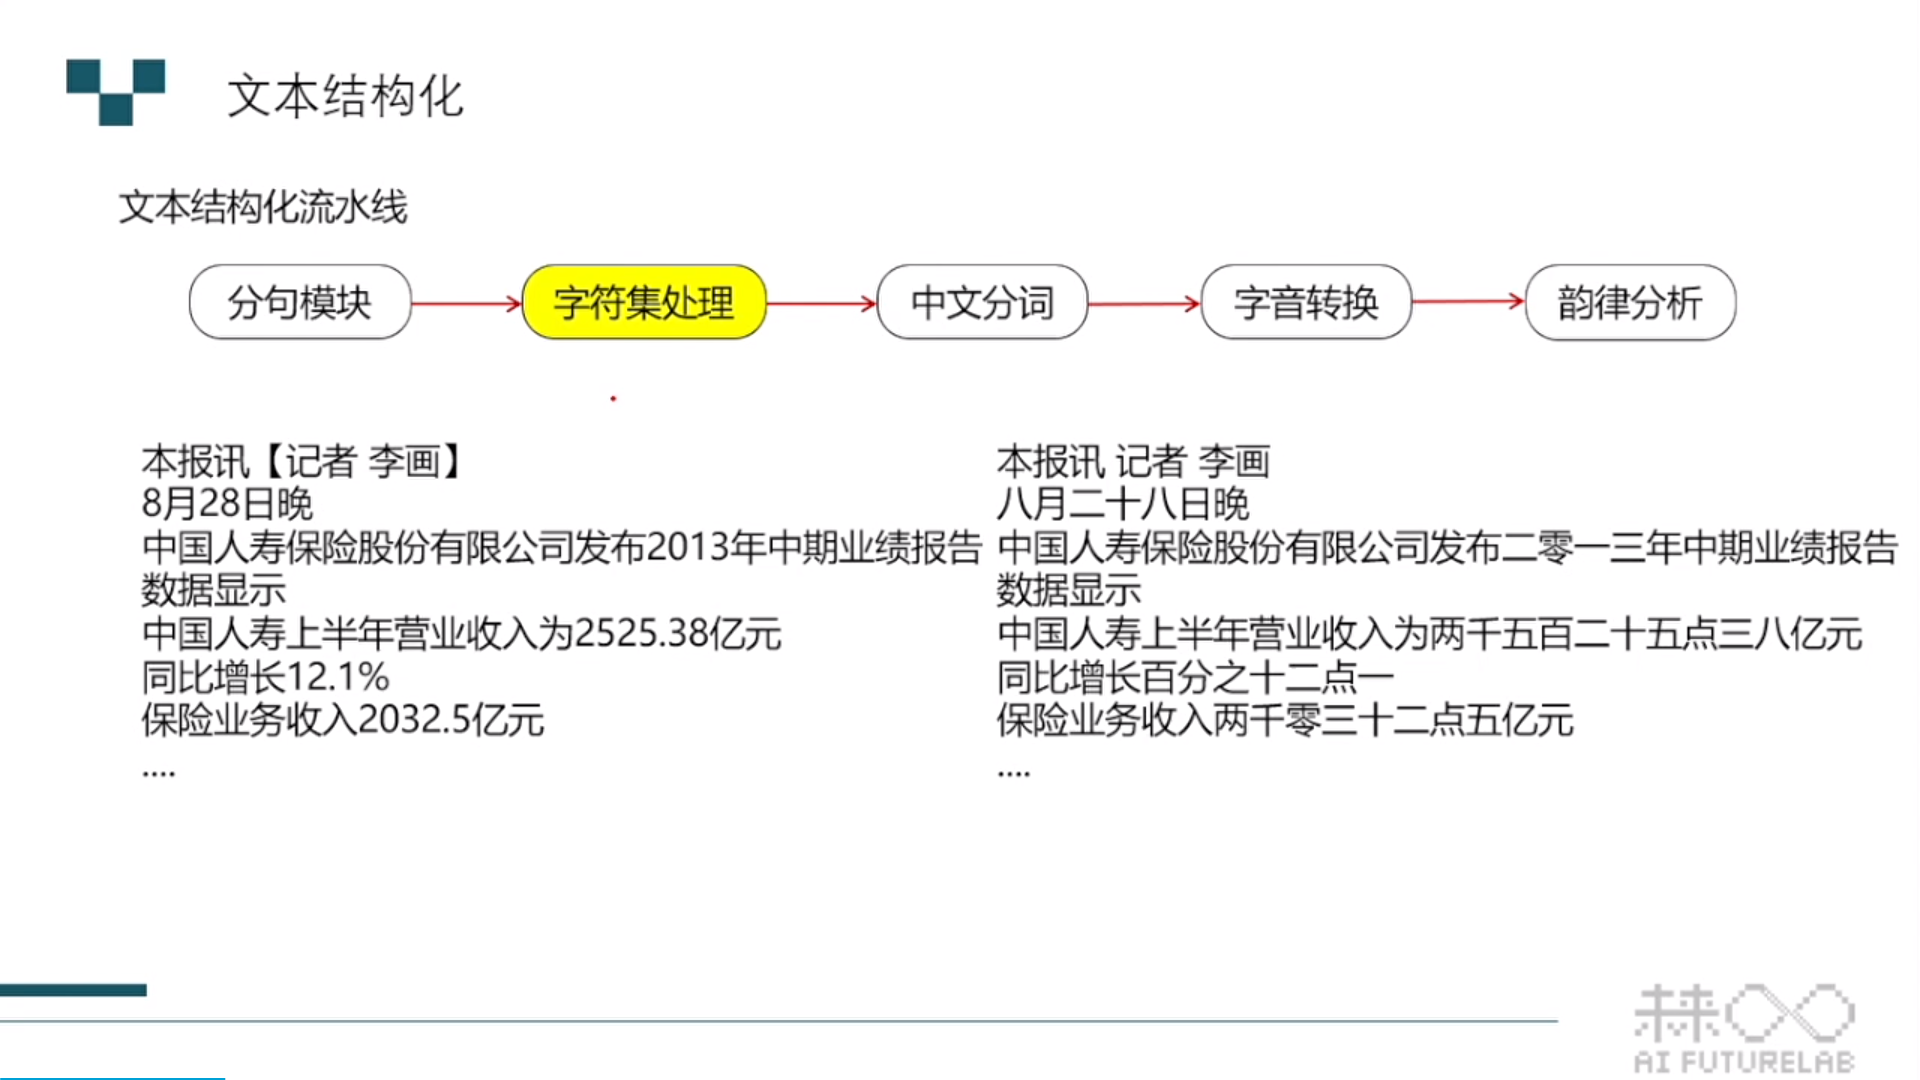 文本结构化
文本结构化流水线
分句模块
字符集处理
中文分词
字音转换
韵律分析
本报讯【记者 李画】
8月28日晚
中国人寿保险股份有限公司发布2013年中期业绩报告
数据显示
中国人寿上半年营业收入为2525.38亿元
同比增长12.1%
保险业务收入2032.5亿元
....
本报讯 记者 李画
八月二十八日晚
中国人寿保险股份有限公司发布二零一三年中期业绩报告
数据显示
中国人寿上半年营业收入为两千五百二十五点三八亿元
同比增长百分之十二点一
保险业务收入两千零三十二点五亿元
....
AI FUTURELAB